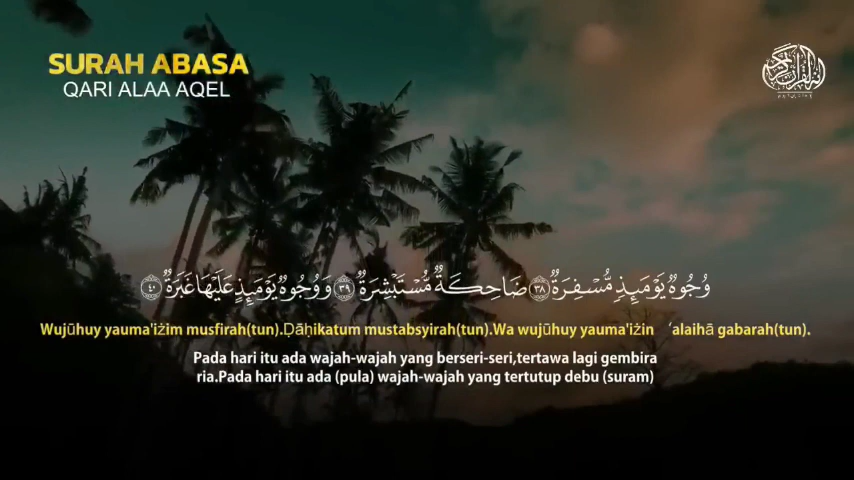 SURAH ABASA
QARI ALAA AQEL
وُجُوهٌ يَوْمَئِذٍ مُّسْفِرَةٌ ٣٨ ضَاحِكَةٌ مُّسْتَبْشِرَةٌ ٣٩ وَوُجُوهٌ يَوْمَئِذٍ عَلَيْهَا غَبَرَةٌ ٤٠
Wujūhuy yauma'iżim musfirah(tun).Ḍāḥikatum mustabsyirah(tun).Wa wujūhuy yauma'iżin ‘alaihā gabarah(tun).
Pada hari itu ada wajah-wajah yang berseri-seri,tertawa lagi gembira
ria.Pada hari itu ada (pula) wajah-wajah yang tertutup debu (suram)